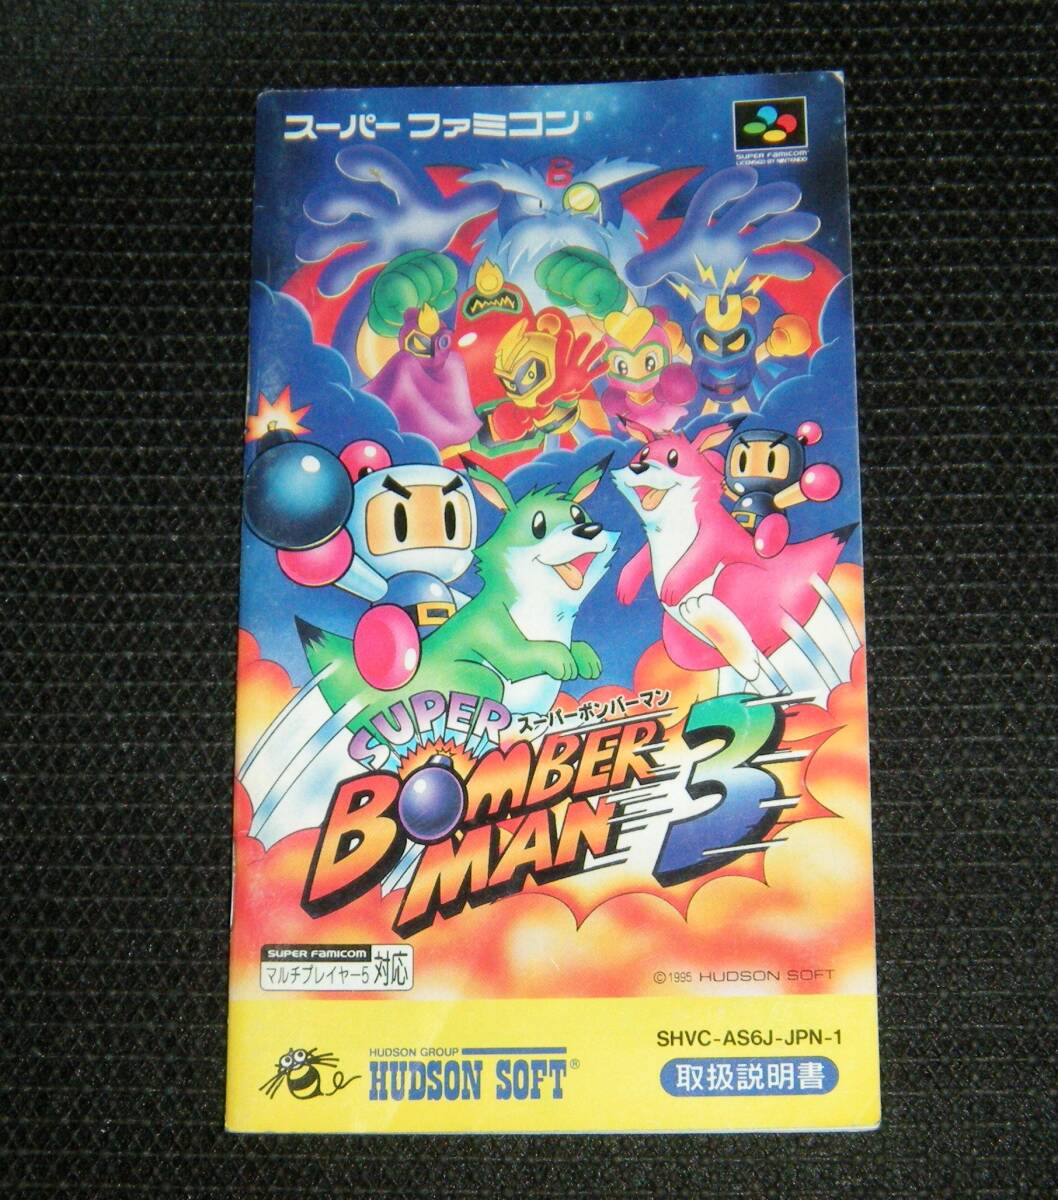 スーパーファミコン®
SUPER FAMICOM
LICENSED BY NINTENDO
B
U
SUPER
スーパーボンバーマン
BOMBER
MAN 3
SUPER FAMICOM
マルチプレイヤー5 対応
©1995 HUDSON SOFT
SHVC-AS6J-JPN-1
HUDSON GROUP
HUDSON SOFT®
取扱説明書